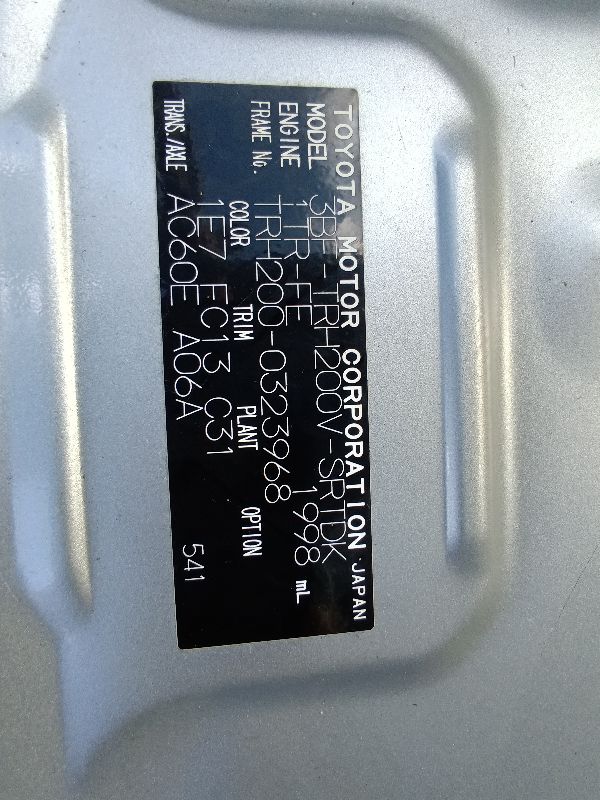 TOYOTA MOTOR CORPORATION JAPAN
MODEL 3BF-TRH200V-SRTDK
ENGINE 1TR-FE 1998 mL
FRAME No. TRH200-0323968
COLOR TRIM PLANT OPTION
1E7 FC13 C31
TRANS./AXLE AC60E A06A 541